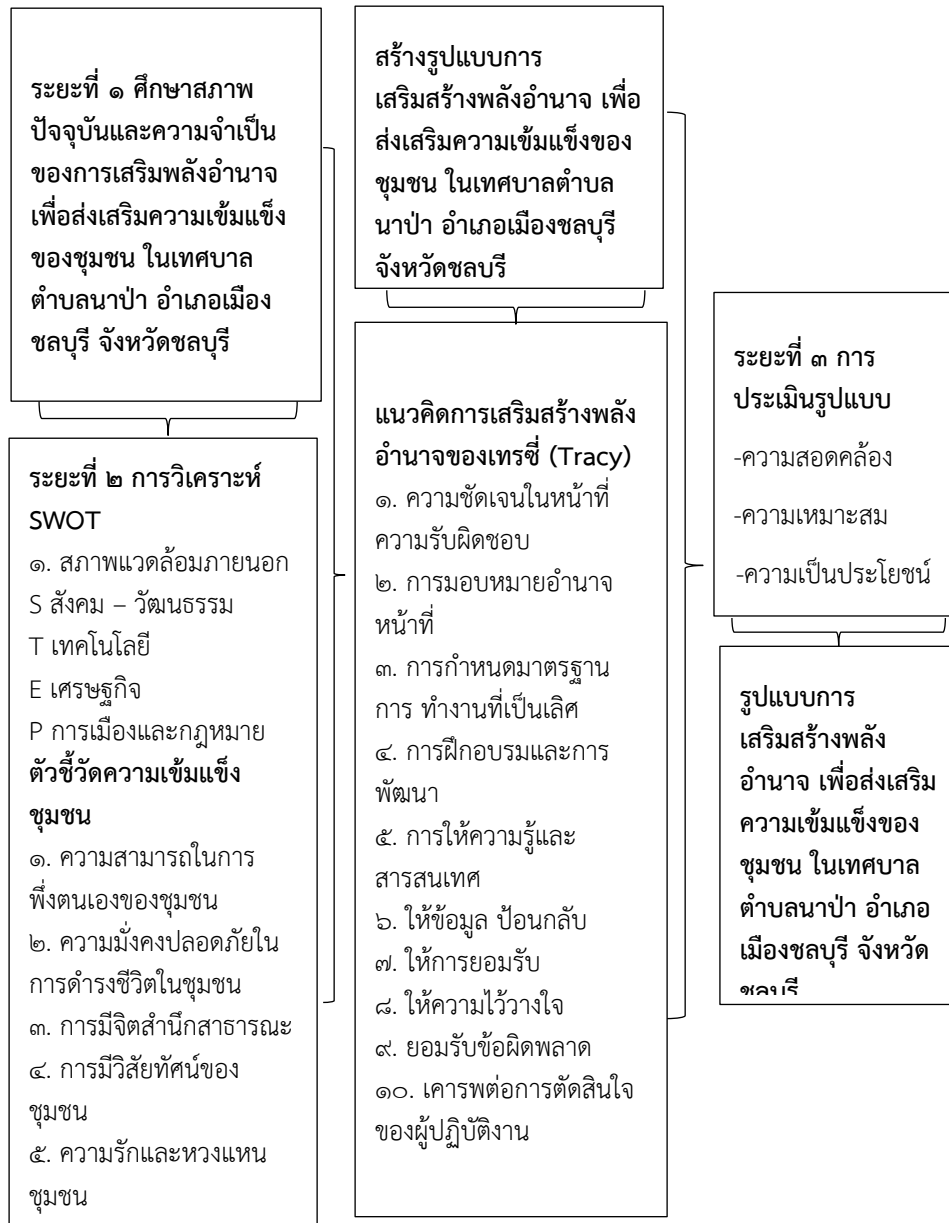 ระยะที่ ๑ ศึกษาสภาพ
ปัจจุบันและความจำเป็น
ของการเสริมพลังอำนาจ
เพื่อส่งเสริมความเข้มแข็ง
ของชุมชน ในเทศบาล
ตำบลนาป่า อำเภอเมือง
ชลบุรี จังหวัดชลบุรี
ระยะที่ ๒ การวิเคราะห์
SWOT
๑. สภาพแวดล้อมภายนอก
S สังคม – วัฒนธรรม
T เทคโนโลยี
E เศรษฐกิจ
P การเมืองและกฎหมาย
ตัวชี้วัดความเข้มแข็ง
ชุมชน
๑. ความสามารถในการ
พึ่งตนเองของชุมชน
๒. ความมั่งคงปลอดภัยใน
การดำรงชีวิตในชุมชน
๓. การมีจิตสำนึกสาธารณะ
๔. การมีวิสัยทัศน์ของ
ชุมชน
๕. ความรักและหวงแหน
ชุมชน
สร้างรูปแบบการ
เสริมสร้างพลังอำนาจ เพื่อ
ส่งเสริมความเข้มแข็งของ
ชุมชน ในเทศบาลตำบล
นาป่า อำเภอเมืองชลบุรี
จังหวัดชลบรี
แนวคิดการเสริมสร้างพลัง
อำนาจของเทรซี่ (Tracy)
๑. ความชัดเจนในหน้าที่
ความรับผิดชอบ
๒. การมอบหมายอำนาจ
หน้าที่
๓. การกำหนดมาตรฐาน
การ ทำงานที่เป็นเลิศ
๔. การฝึกอบรมและการ
พัฒนา
๕. การให้ความรู้และ
สารสนเทศ
๖. ให้ข้อมูล ป้อนกลับ
๗. ให้การยอมรับ
๘. ให้ความไว้วางใจ
๙. ยอมรับข้อผิดพลาด
๑๐. เคารพต่อการตัดสินใจ
ของผู้ปฏิบัติงาน
ระยะที่ ๓ การ
ประเมินรูปแบบ
-ความสอดคล้อง
-ความเหมาะสม
-ความเป็นประโยชน์
รูปแบบการ
เสริมสร้างพลัง
อำนาจ เพื่อส่งเสริม
ความเข้มแข็งของ
ชุมชน ในเทศบาล
ตำบลนาป่า อำเภอ
เมืองชลบุรี จังหวัด
ชลบุรี